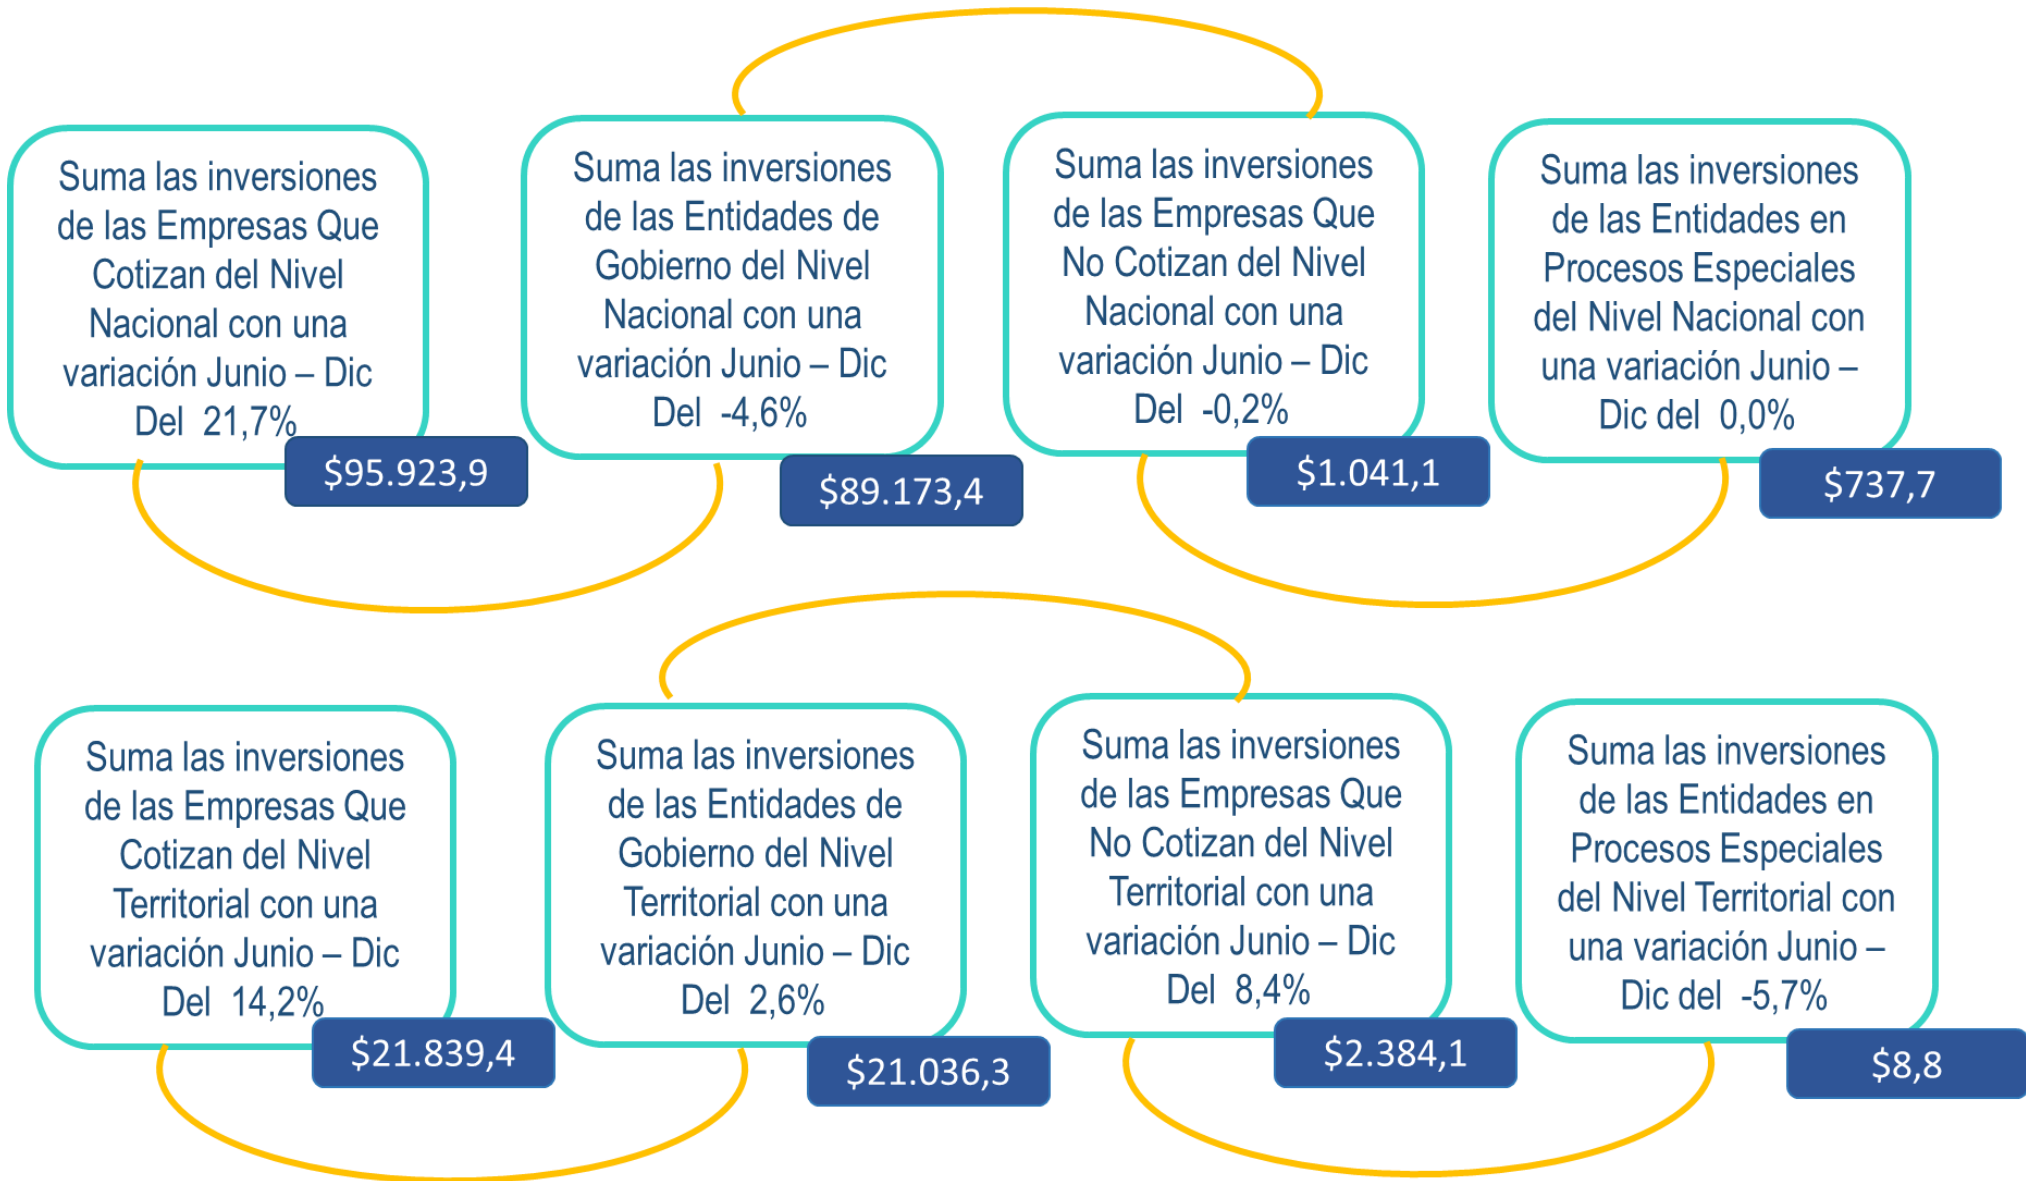 Suma las inversiones
de las Empresas Que
Cotizan del Nivel
Nacional con una
variación Junio – Dic
Del 21,7%
$95.923,9
Suma las inversiones
de las Entidades de
Gobierno del Nivel
Nacional con una
variación Junio – Dic
Del -4,6%
$89.173,4
Suma las inversiones
de las Empresas Que
No Cotizan del Nivel
Nacional con una
variación Junio – Dic
Del -0,2%
$1.041,1
Suma las inversiones
de las Entidades en
Procesos Especiales
del Nivel Nacional con
una variación Junio –
Dic del 0,0%
$737,7
Suma las inversiones
de las Empresas Que
Cotizan del Nivel
Territorial con una
variación Junio – Dic
Del 14,2%
$21.839,4
Suma las inversiones
de las Entidades de
Gobierno del Nivel
Territorial con una
variación Junio – Dic
Del 2,6%
$21.036,3
Suma las inversiones
de las Empresas Que
No Cotizan del Nivel
Territorial con una
variación Junio – Dic
Del 8,4%
$2.384,1
Suma las inversiones
de las Entidades en
Procesos Especiales
del Nivel Territorial con
una variación Junio –
Dic del -5,7%
$8,8